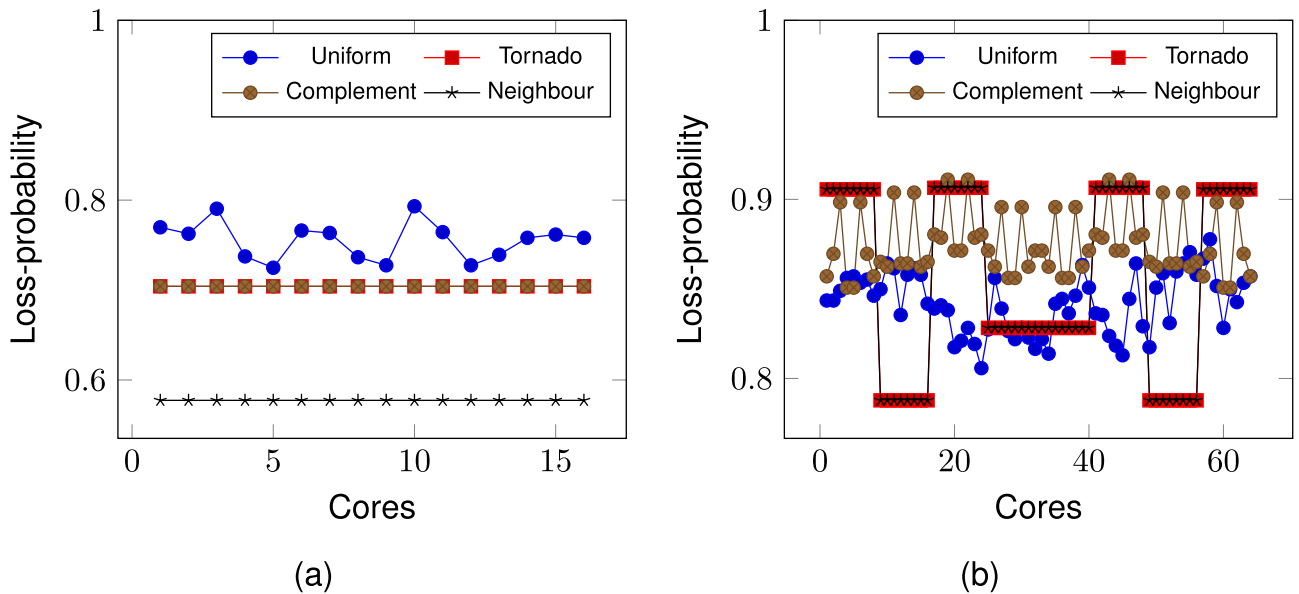 1
Uniform Tornado
Complement Neighbour
0.8
0.6
Loss-probability
0 5 10 15
Cores
(a)
1
Uniform Tornado
Complement Neighbour
0.9
0.8
Loss-probability
0 20 40 60
Cores
(b)